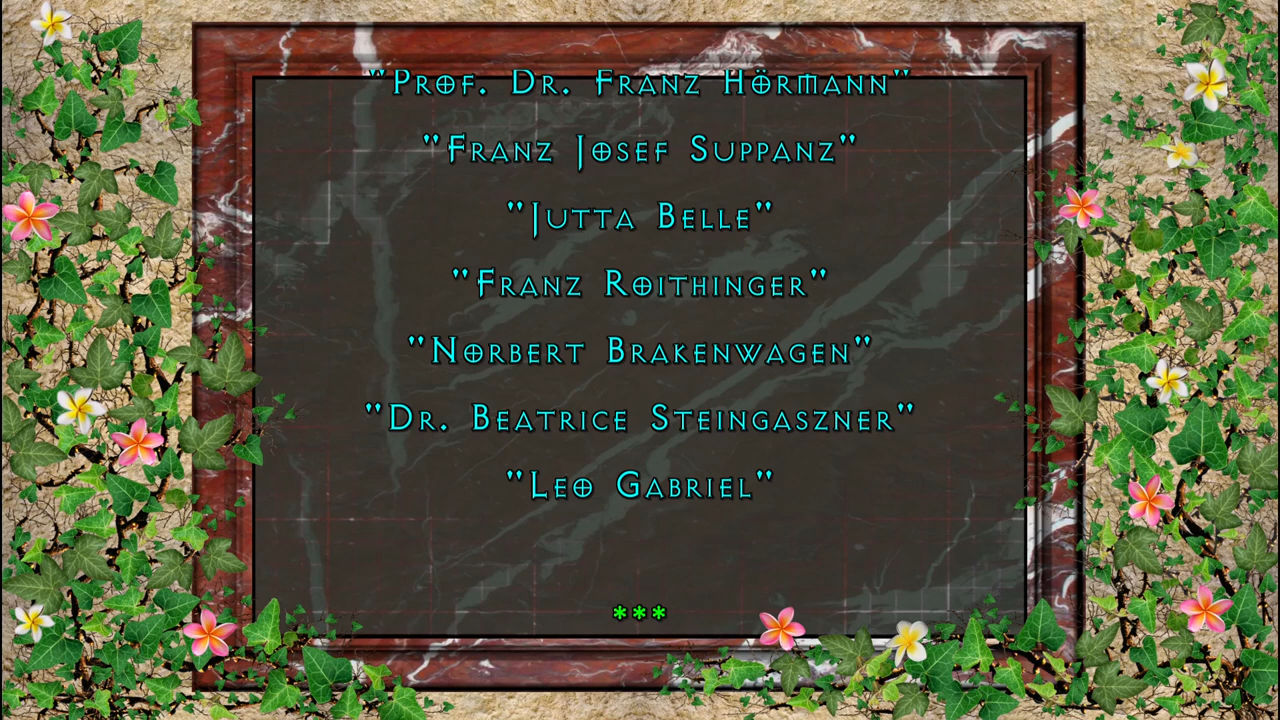 "Prof. Dr. Franz Hörmann"
"Franz Josef Suppanz"
"Jutta Belle"
"Franz Roithinger"
"Norbert Brakenwagen"
"Dr. Beatrice Steingaszner"
"Leo Gabriel"
***